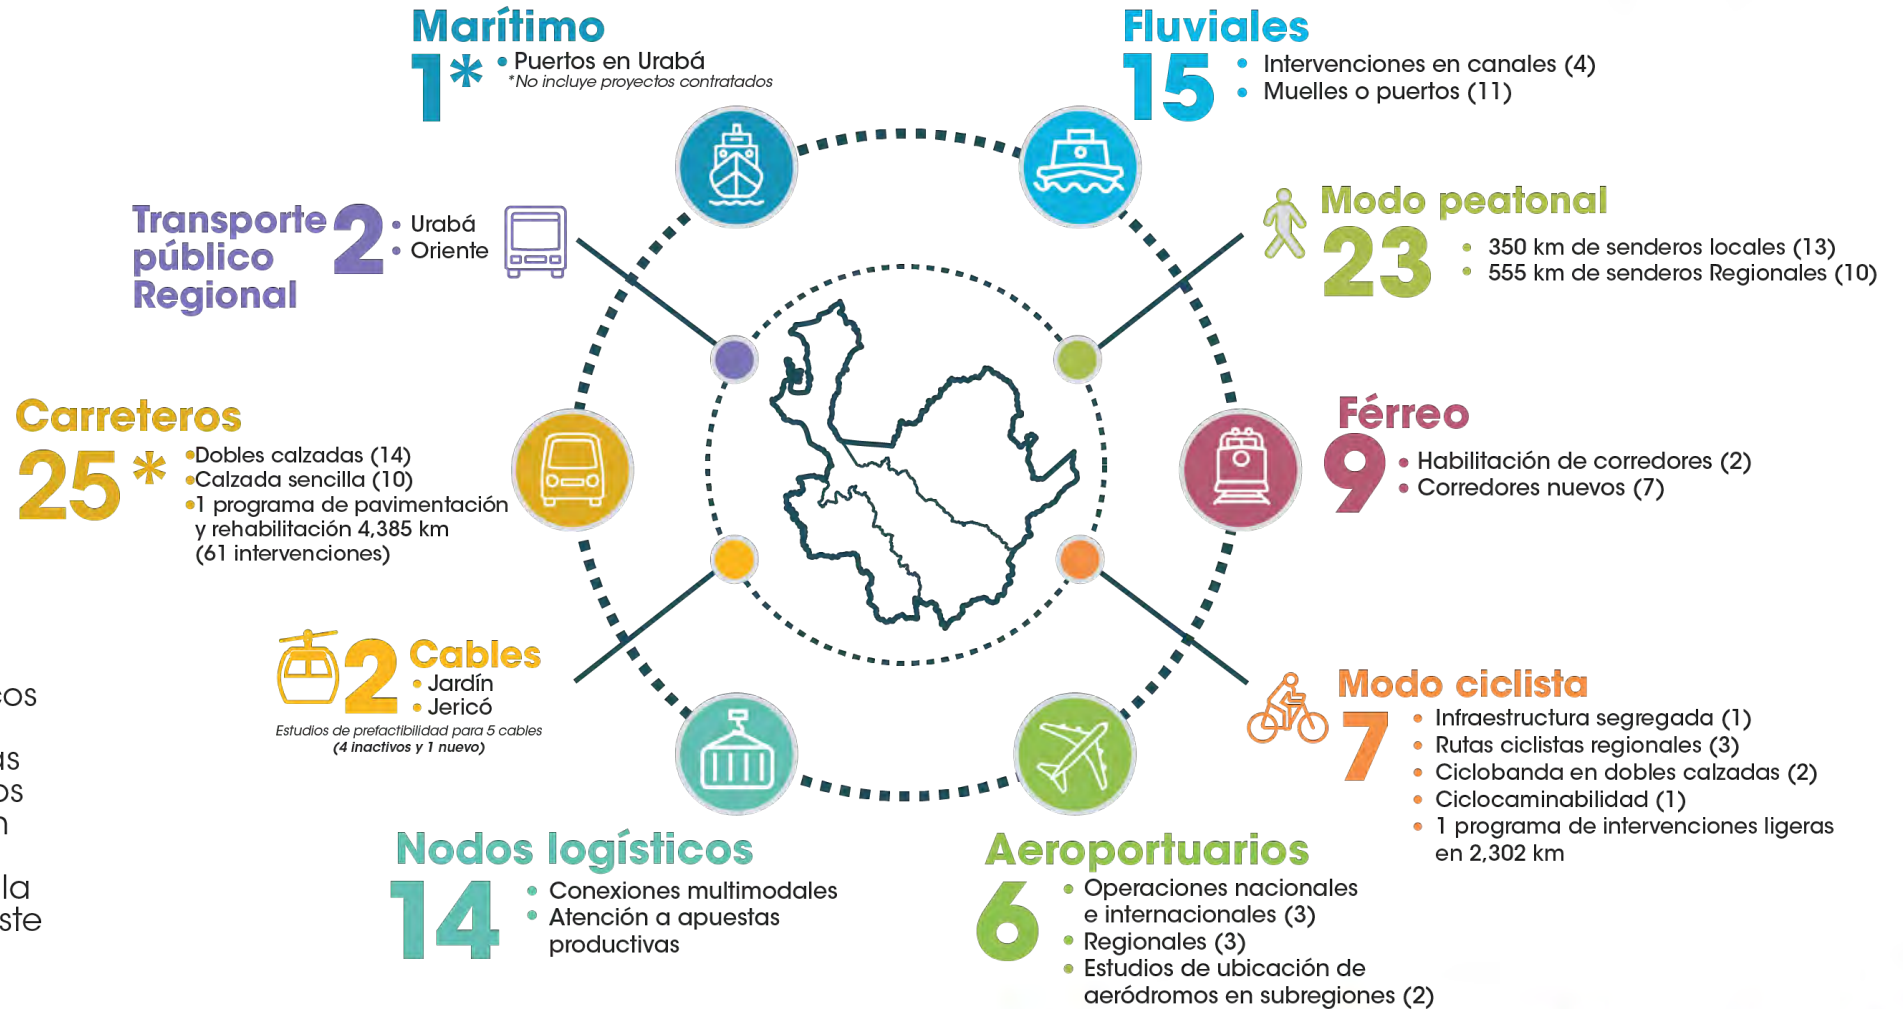 Marítimo
1*
• Puertos en Urabá
*No incluye proyectos contratados
Fluviales
15
• Intervenciones en canales (4)
• Muelles o puertos (11)
Transporte
público
Regional
2
• Urabá
• Oriente
Modo peatonal
23
• 350 km de senderos locales (13)
• 555 km de senderos Regionales (10)
Carreteros
25*
•Dobles calzadas (14)
•Calzada sencilla (10)
•1 programa de pavimentación
y rehabilitación 4,385 km
(61 intervenciones)
Férreo
9
• Habilitación de corredores (2)
• Corredores nuevos (7)
2
Cables
• Jardín
• Jericó
Estudios de prefactibilidad para 5 cables
(4 inactivos y 1 nuevo)
Modo ciclista
7
• Infraestructura segregada (1)
• Rutas ciclistas regionales (3)
• Ciclobanda en dobles calzadas (2)
• Ciclocaminabilidad (1)
• 1 programa de intervenciones ligeras
en 2,302 km
Nodos logísticos
14
• Conexiones multimodales
• Atención a apuestas
productivas
Aeroportuarios
6
• Operaciones nacionales
e internacionales (3)
• Regionales (3)
• Estudios de ubicación de
aeródromos en subregiones (2)
cos
as
os
n
la
ste